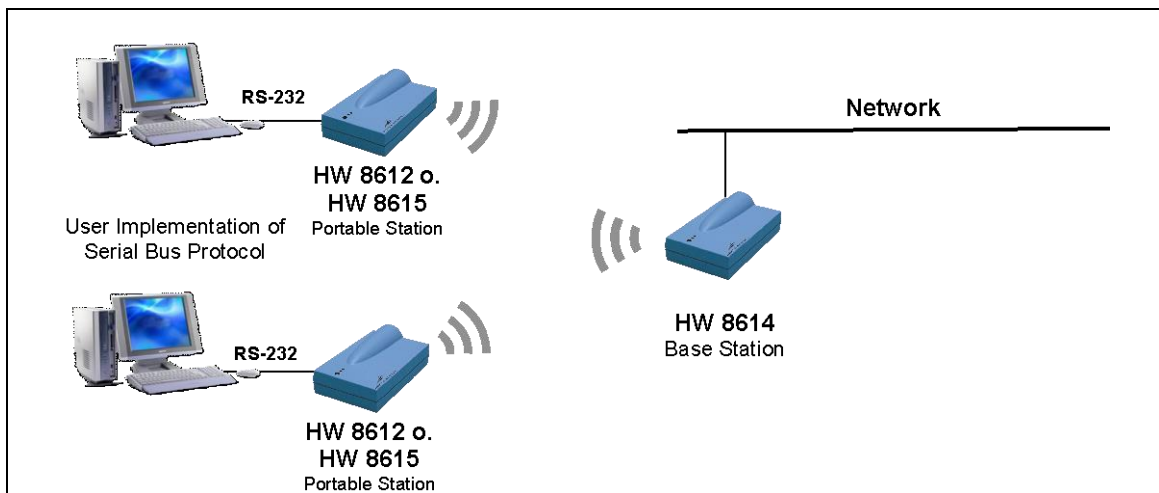 RS-232
HW 8612 o.
HW 8615
Portable Station
User Implementation of
Serial Bus Protocol
RS-232
HW 8612 o.
HW 8615
Portable Station
Network
HW 8614
Base Station